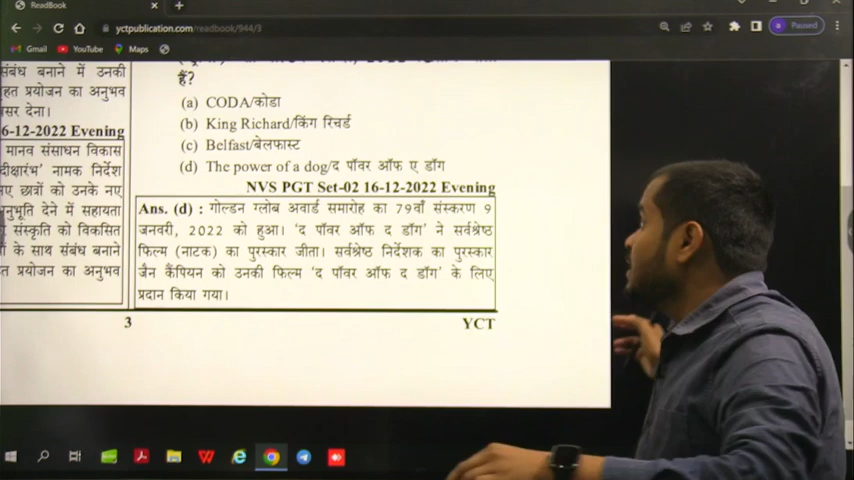 ReadBook
yctpublication.com/readbook/944/3
Paused
Gmail
YouTube
Maps
संबंध बनाने में उनकी
हत प्रयोजन का अनुभव
सर देना।
6-12-2022 Evening
मानव संसाधन विकास
दीक्षारंभ' नामक निर्देश
ए छात्रों को उनके नए
नुभूति देने में सहायता
संस्कृति को विकसित
के साथ संबंध बनाने
त प्रयोजन का अनुभव
हैं?
(a) CODA/कोडा
(b) King Richard/किंग रिचर्ड
(c) Belfast/बेलफास्ट
(d) The power of a dog/द पॉवर ऑफ ए डॉग
NVS PGT Set-02 16-12-2022 Evening
Ans. (d) : गोल्डन ग्लोब अवार्ड समारोह का 79वाँ संस्करण 9
जनवरी, 2022 को हुआ। 'द पॉवर ऑफ द डॉग' ने सर्वश्रेष्ठ
फिल्म (नाटक) का पुरस्कार जीता। सर्वश्रेष्ठ निर्देशक का पुरस्कार
जैन कैंपियन को उनकी फिल्म 'द पॉवर ऑफ द डॉग' के लिए
प्रदान किया गया।
3
YCT